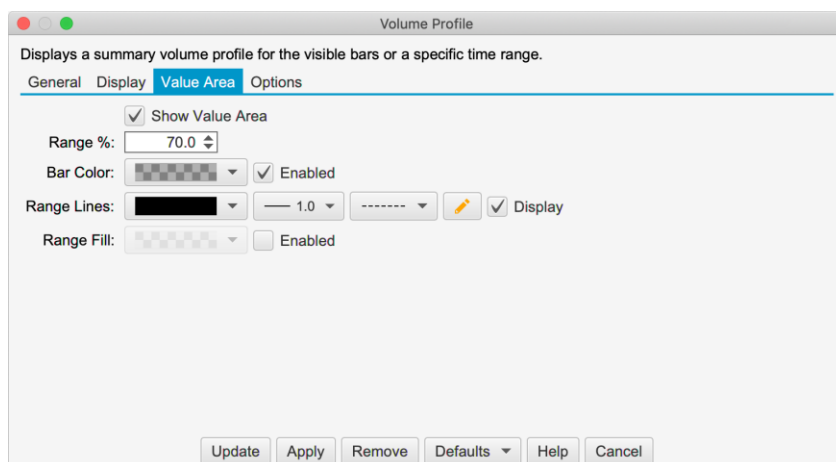 Volume Profile
Displays a summary volume profile for the visible bars or a specific time range.
General Display Value Area Options
Show Value Area
Range %: 70.0
Bar Color: Enabled
Range Lines: 1.0 Display
Range Fill: Enabled
Update Apply Remove Defaults Help Cancel